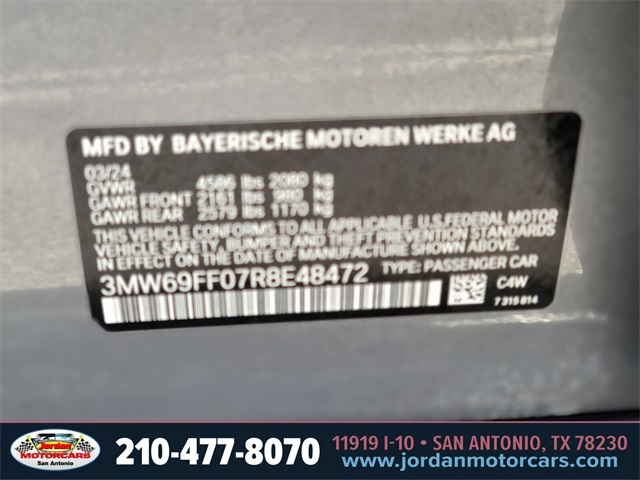 MFD BY BAYERISCHE MOTOREN WERKE AG
03/24
GVWR 4586 lbs 2080 kg
GAWR FRONT 2161 lbs 980 kg
GAWR REAR 2579 lbs 1170 kg
THIS VEHICLE CONFORMS TO ALL APPLICABLE U.S. FEDERAL MOTOR
VEHICLE SAFETY, BUMPER, AND THEFT PREVENTION STANDARDS
IN EFFECT ON THE DATE OF MANUFACTURE SHOWN ABOVE.
3MW69FF07R8E48472 TYPE: PASSENGER CAR
C4W
7 315 814
Jordan
MOTORCARS
San Antonio
210-477-8070
11919 I-10 • SAN ANTONIO, TX 78230
www.jordanmotorcars.com